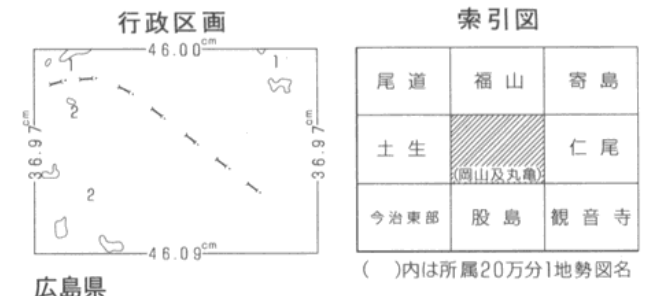 行政区画
46.00cm
1
1
2
36.97cm
36.97cm
2
46.09cm
広島県
索引図
尾道 福山 寄島
土生 仁尾
(岡山及丸亀)
今治東部 股島 観音寺
( )内は所属20万分1地勢図名